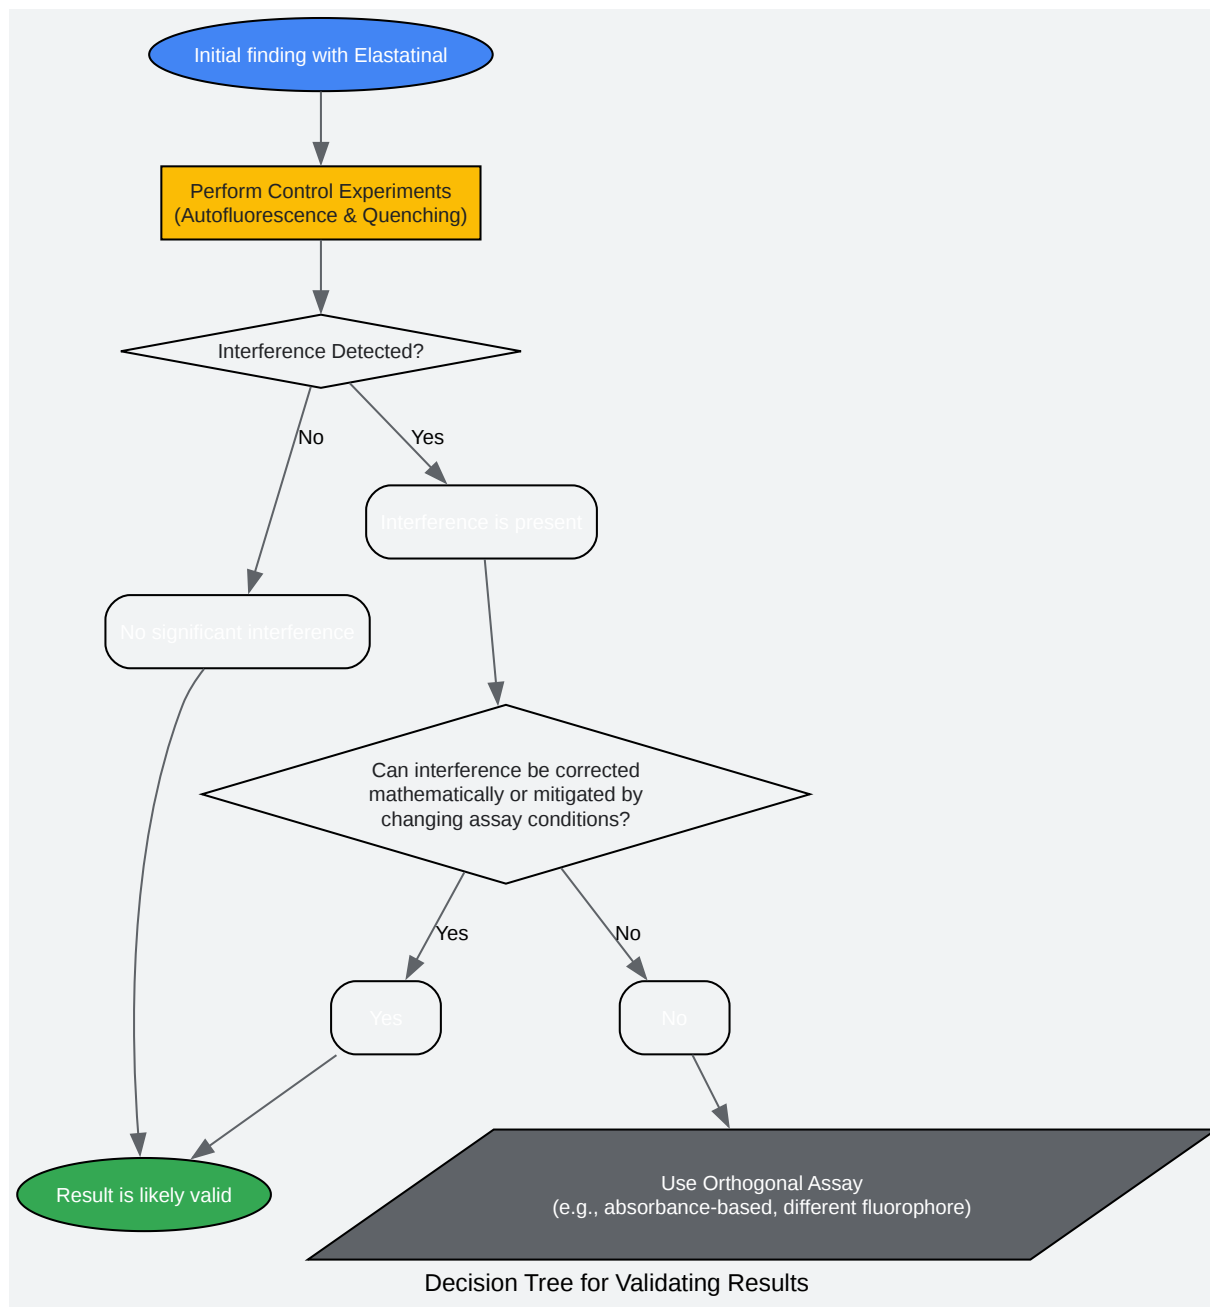 Initial finding with Elastatinal
Perform Control Experiments
(Autofluorescence & Quenching)
Interference Detected?
No
Yes
Interference is present
No significant interference
Can interference be corrected
mathematically or mitigated by
changing assay conditions?
Yes
No
Yes
No
Result is likely valid
Use Orthogonal Assay
(e.g., absorbance-based, different fluorophore)
Decision Tree for Validating Results